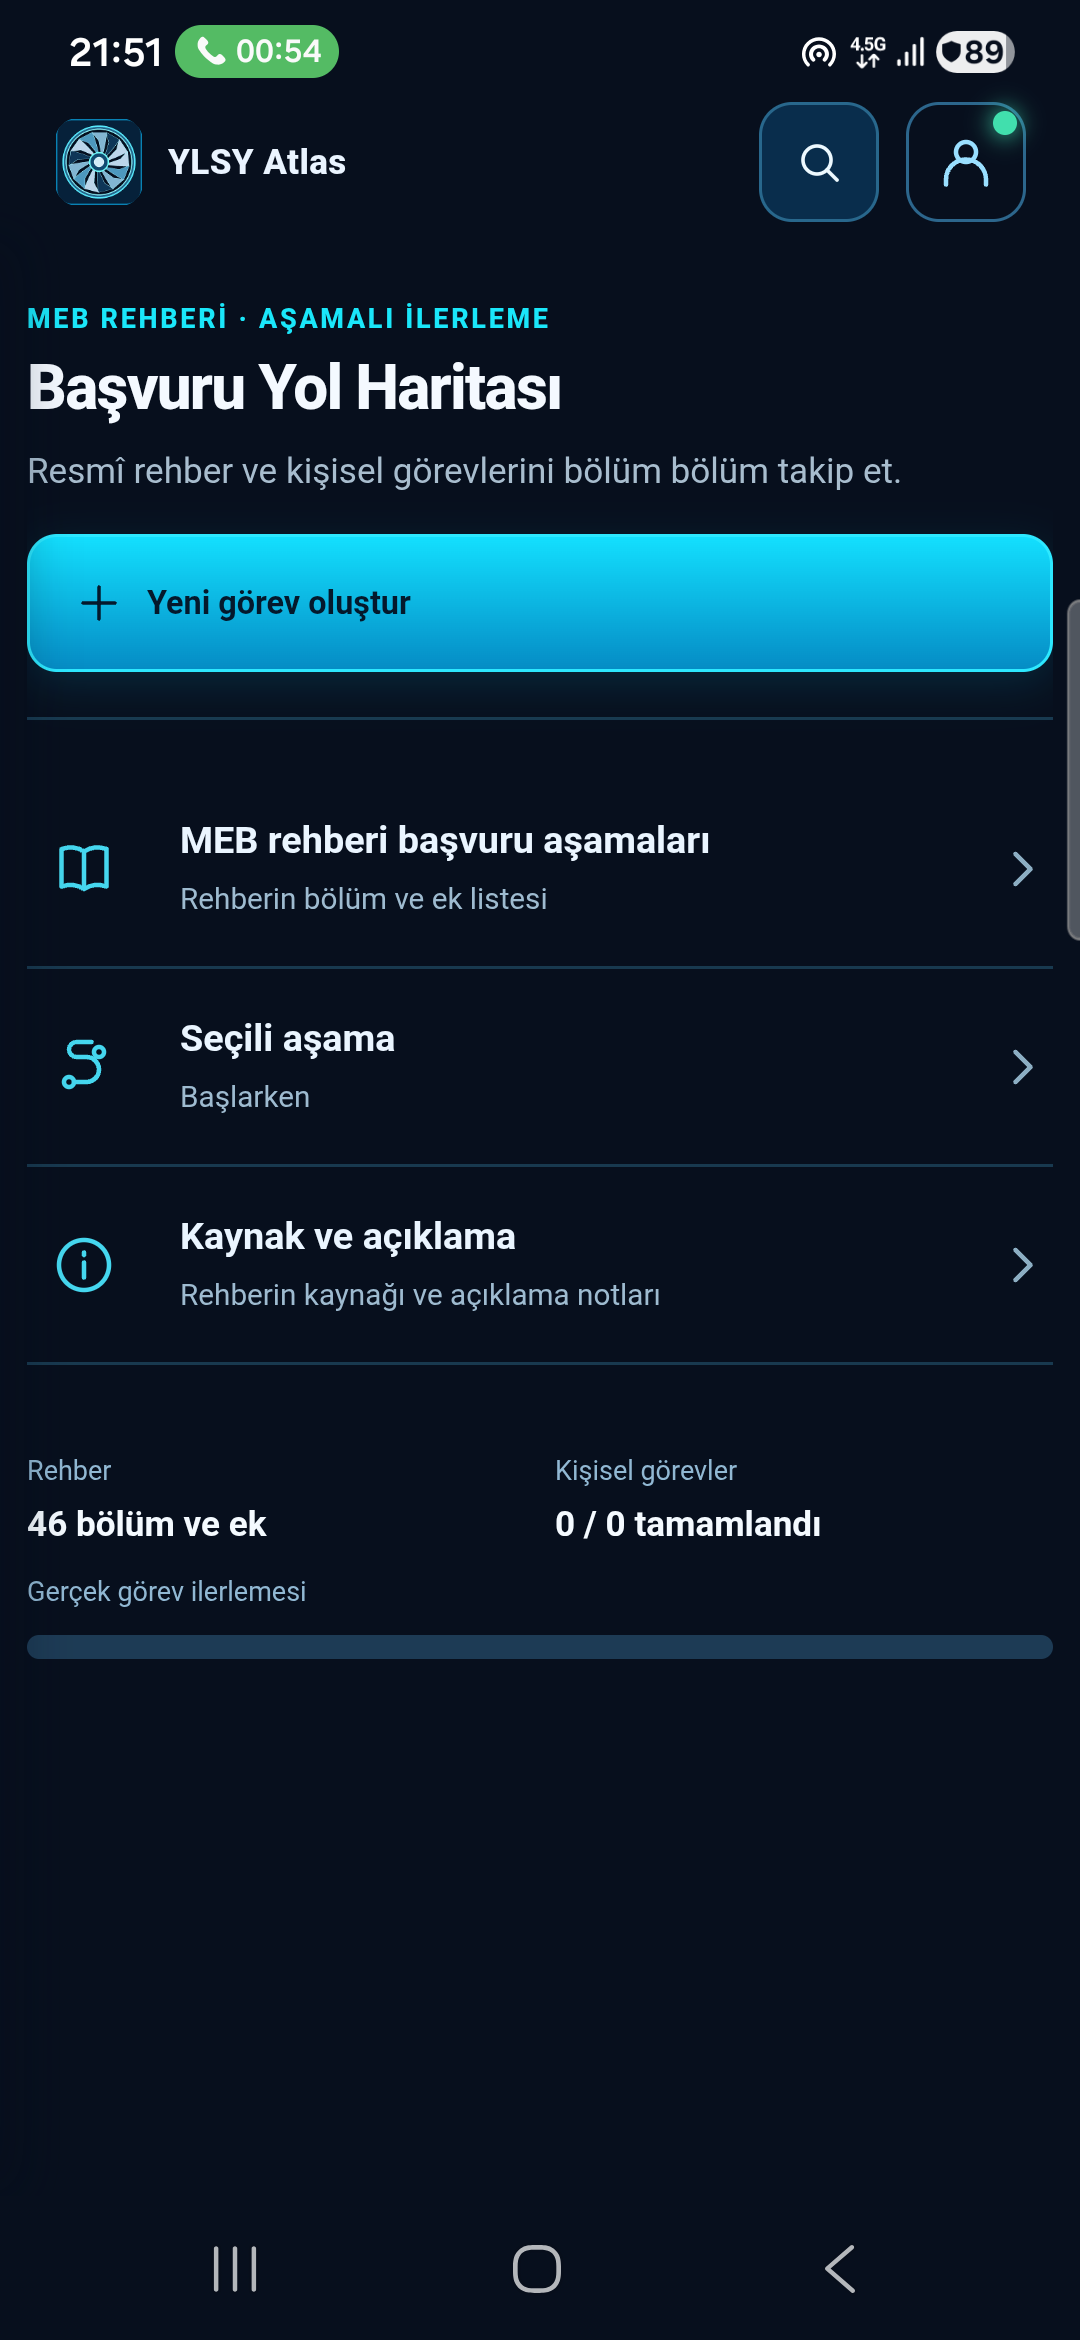 21:51 00:54 4.5G 89
YLSY Atlas
MEB REHBERİ · AŞAMALI İLERLEME
Başvuru Yol Haritası
Resmî rehber ve kişisel görevlerini bölüm bölüm takip et.
Yeni görev oluştur
MEB rehberi başvuru aşamaları
Rehberin bölüm ve ek listesi
Seçili aşama
Başlarken
Kaynak ve açıklama
Rehberin kaynağı ve açıklama notları
Rehber
46 bölüm ve ek
Kişisel görevler
0 / 0 tamamlandı
Gerçek görev ilerlemesi